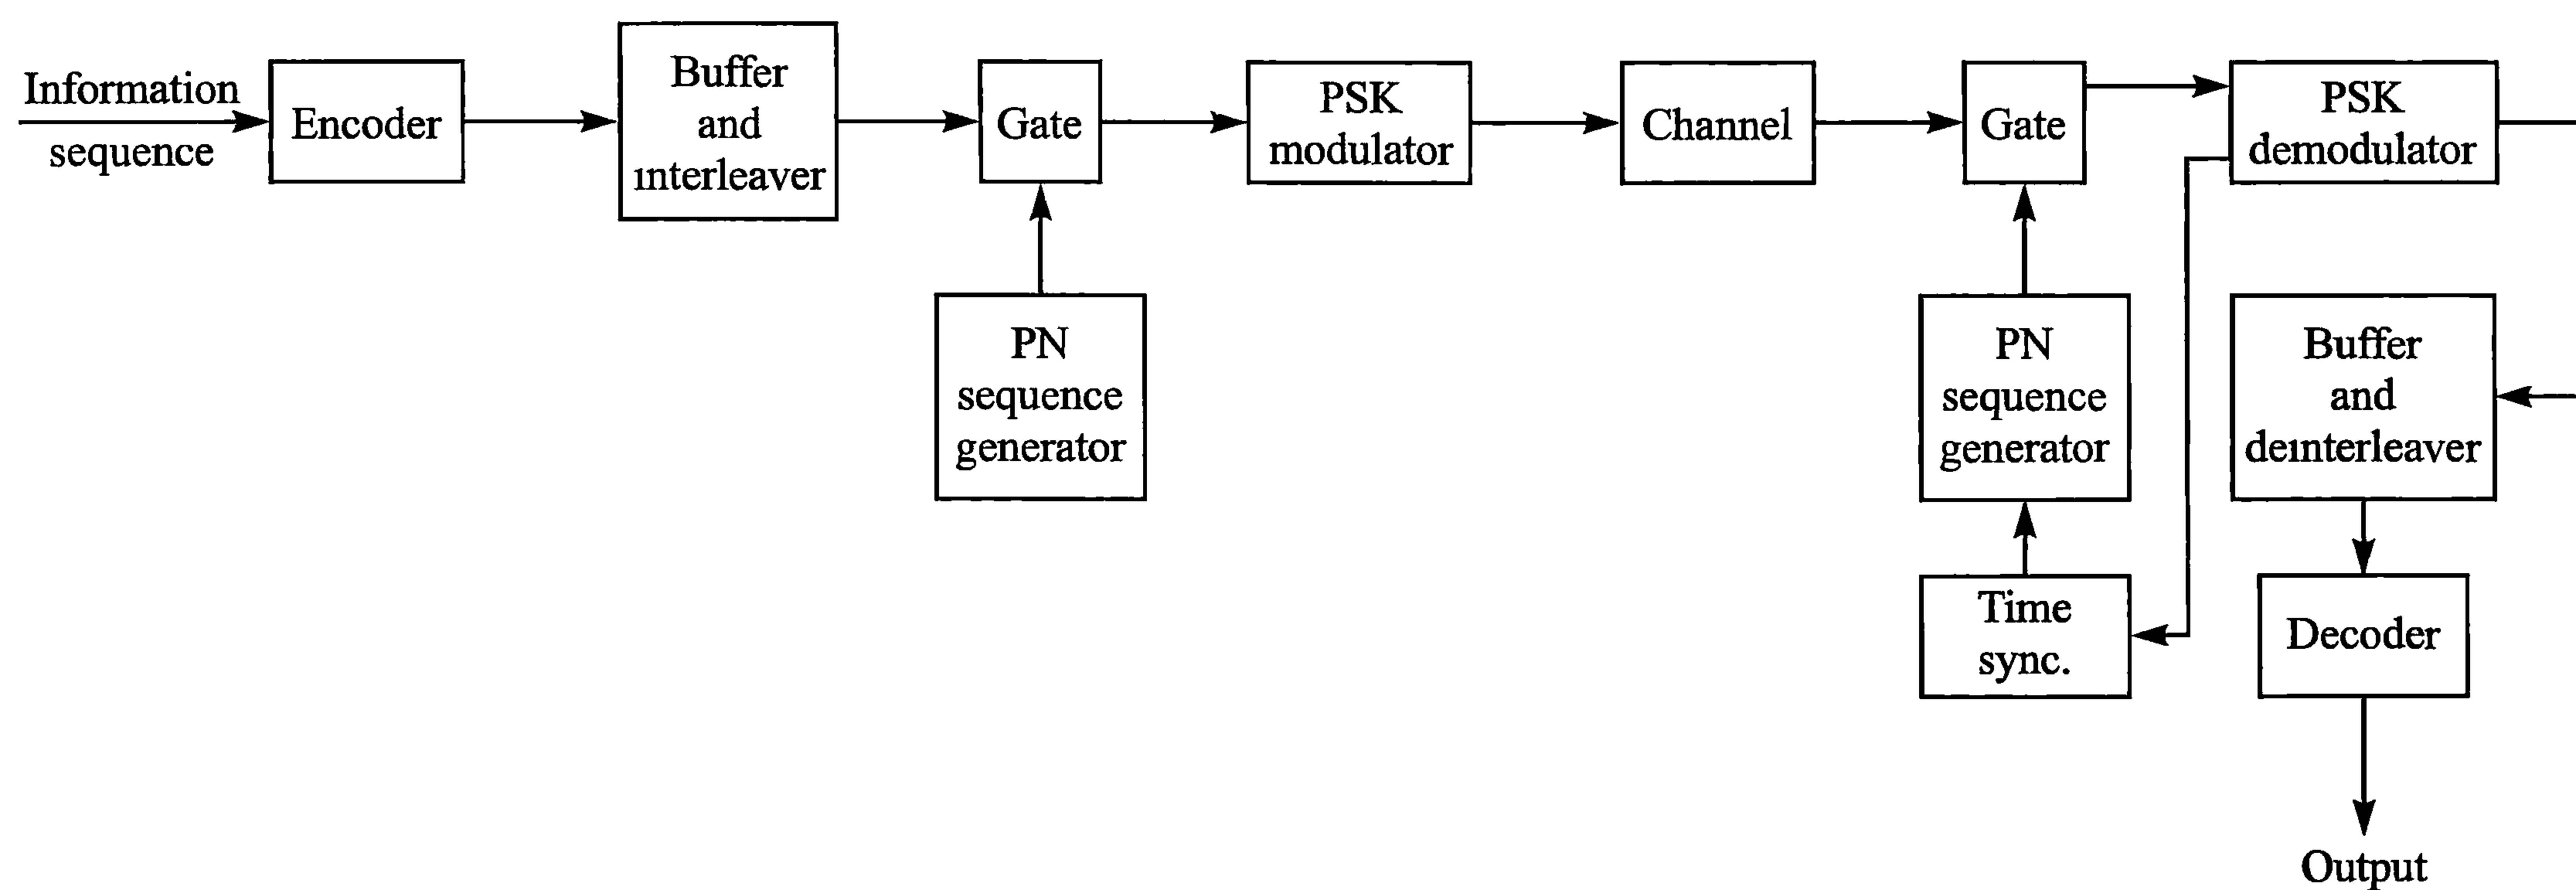 Information
sequence
Encoder
Buffer
and
interleaver
Gate
PSK
modulator
Channel
Gate
PSK
demodulator
PN
sequence
generator
PN
sequence
generator
Buffer
and
deinterleaver
Time
sync.
Decoder
Output